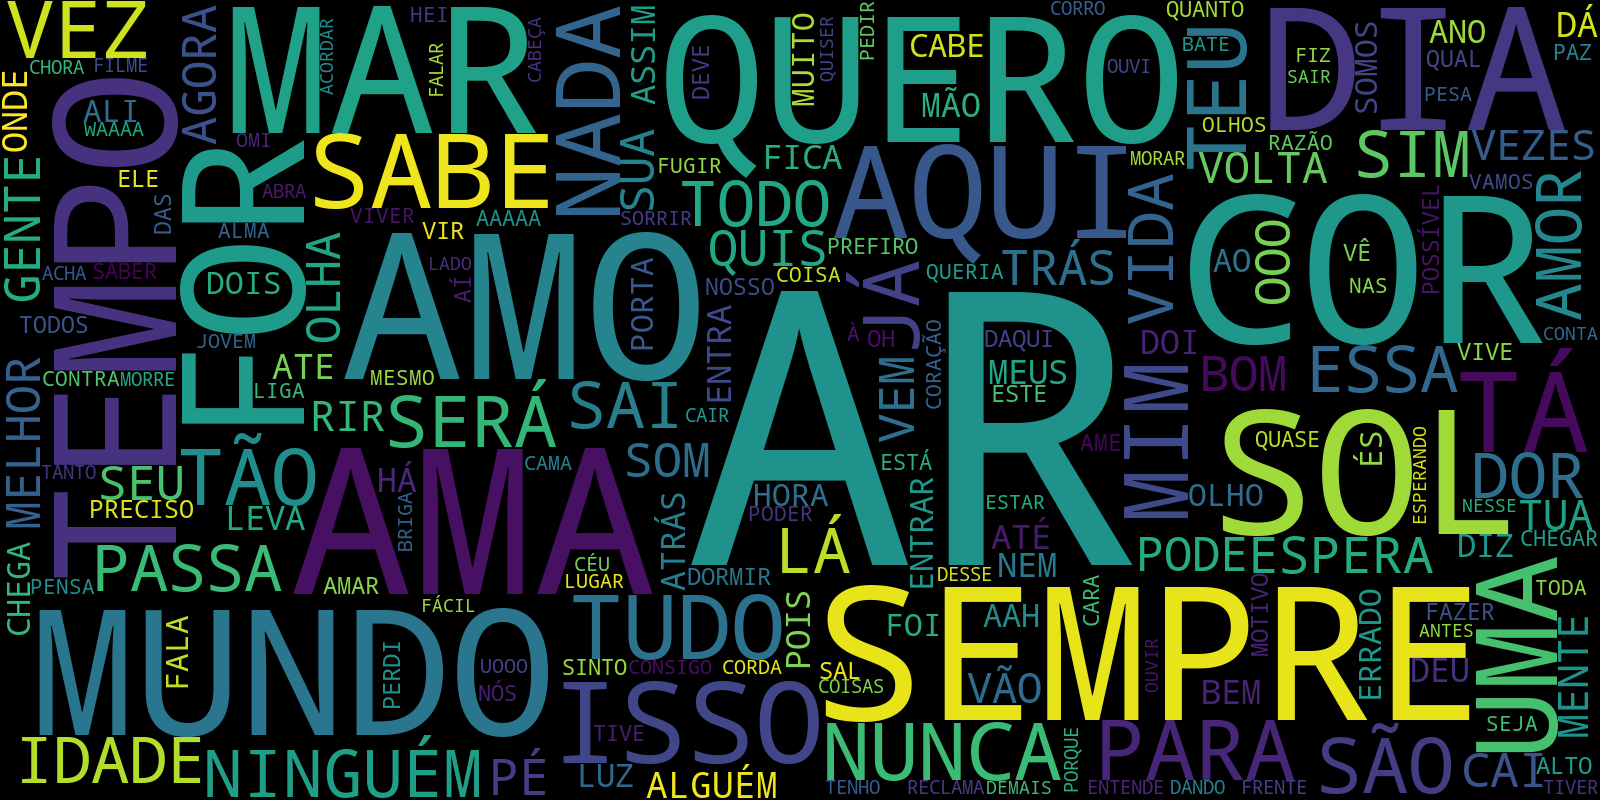 VEZ
CHORA
FILME
ONDE
ALI
WAAAA
AGORA
MAR
ACORDAR
HEI
FALAR
CABEÇA
NADA
ASSIM
DEVE
QUERO
MUITO
QUISER
PEDIR
CABE
MÃO
CORRO
OUVI
QUANTO
BATE
TEU
DIA
FIZ
SAIR
SOMOS
ANO
QUAL
PESA
DÁ
PAZ
OMI
SABE
SUA
FUGIR
FICA
MORAR
OLHOS
VOLTA
RAZÃO
SIM
VEZES
VAMOS
GENTE
TEMPO
ELE
DAS
FOR
ABRA
VIVER
AAAAA
SORRIR
TODO
AQUI
ALMA
VIR
QUIS
PREFIRO
TRÁS
VIDA
COR
AO
OOO
VÊ
NAS
POSSÍVEL
AMOR
ACHA
SABER
DOIS
OLHA
AMO
LADO
AÍ
PORTA
NOSSO
COISA
JÁ
QUERIA
TODOS
JOVEM
ENTRA
AR
À
OH
CORAÇÃO
DAQUI
MEUS
ESTE
DOI
CONTA
MELHOR
CONTRA
MORRE
ATE
LIGA
MESMO
VEM
MIM
BOM
ESSA
VIVE
TÁ
RIR
SERÁ
SAI
CAIR
AME
SOL
QUASE
ÉS
ESPERANDO
TANTO
SEU
TÃO
AMA
HÁ
CAMA
SOM
HORA
PODER
ESTÁ
ESTAR
OLHO
DOR
NESSE
TUA
PRECISO
LEVA
BRIGA
ATRÁS
LÁ
ENTRAR
ATÉ
NEM
PODE
ESPERA
DIZ
CHEGAR
CHEGA
PENSA
PASSA
AMAR
CÉU
LUGAR
DORMIR
DESSE
CARA
MOTIVO
UMA
TODA
MUNDO
FÁCIL
TUDO
POIS
SEMPRE
FOI
AAH
ERRADO
FAZER
ANTES
MENTE
FALA
PERDI
UOOO
NÓS
SINTO
CONSIGO
CORDA
SAL
COISAS
VÃO
OUVIR
BEM
DEU
ISSO
TIVE
SEJA
IDADE
NINGUÉM
PÉ
LUZ
ALGUÉM
NUNCA
PORQUE
PARA
SÃO
CAI
ALTO
TENHO
RECLAMA
DEMAIS
ENTENDE
DANDO
FRENTE
TIVER